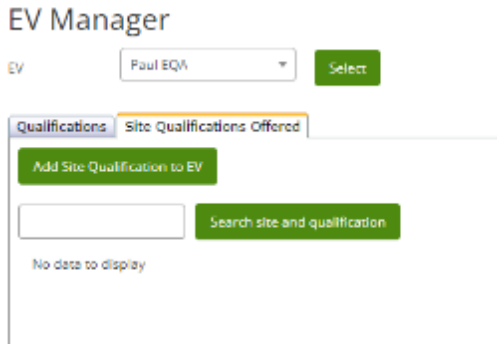 EV Manager
EV Paul EQA Select
Qualifications Site Qualifications Offered
Add Site Qualification to EV
Search site and qualification
No data to display